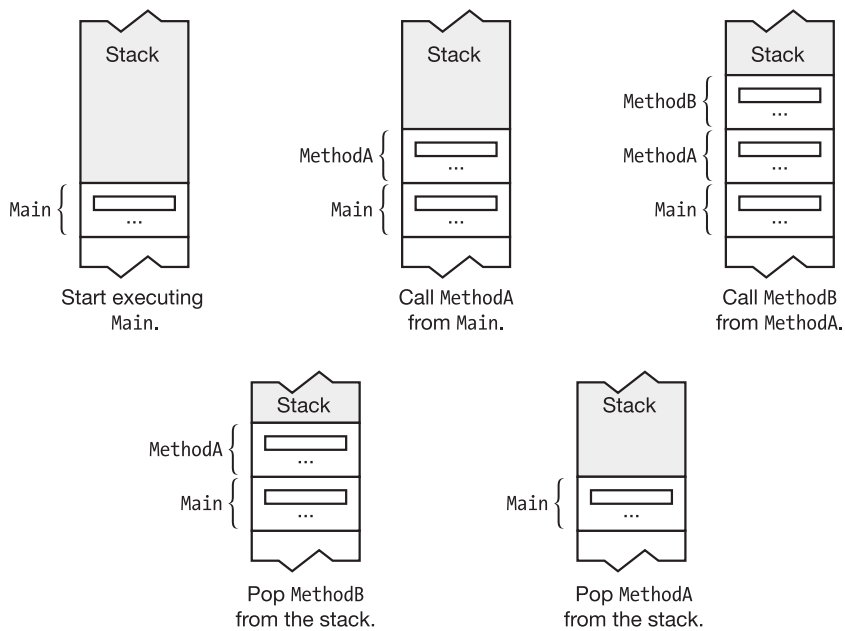 Stack
Main
...
Start executing
Main.
Stack
MethodA
...
Main
...
Call MethodA
from Main.
Stack
MethodB
...
MethodA
...
Main
...
Call MethodB
from MethodA.
Stack
MethodA
...
Main
...
Pop MethodB
from the stack.
Stack
Main
...
Pop MethodA
from the stack.